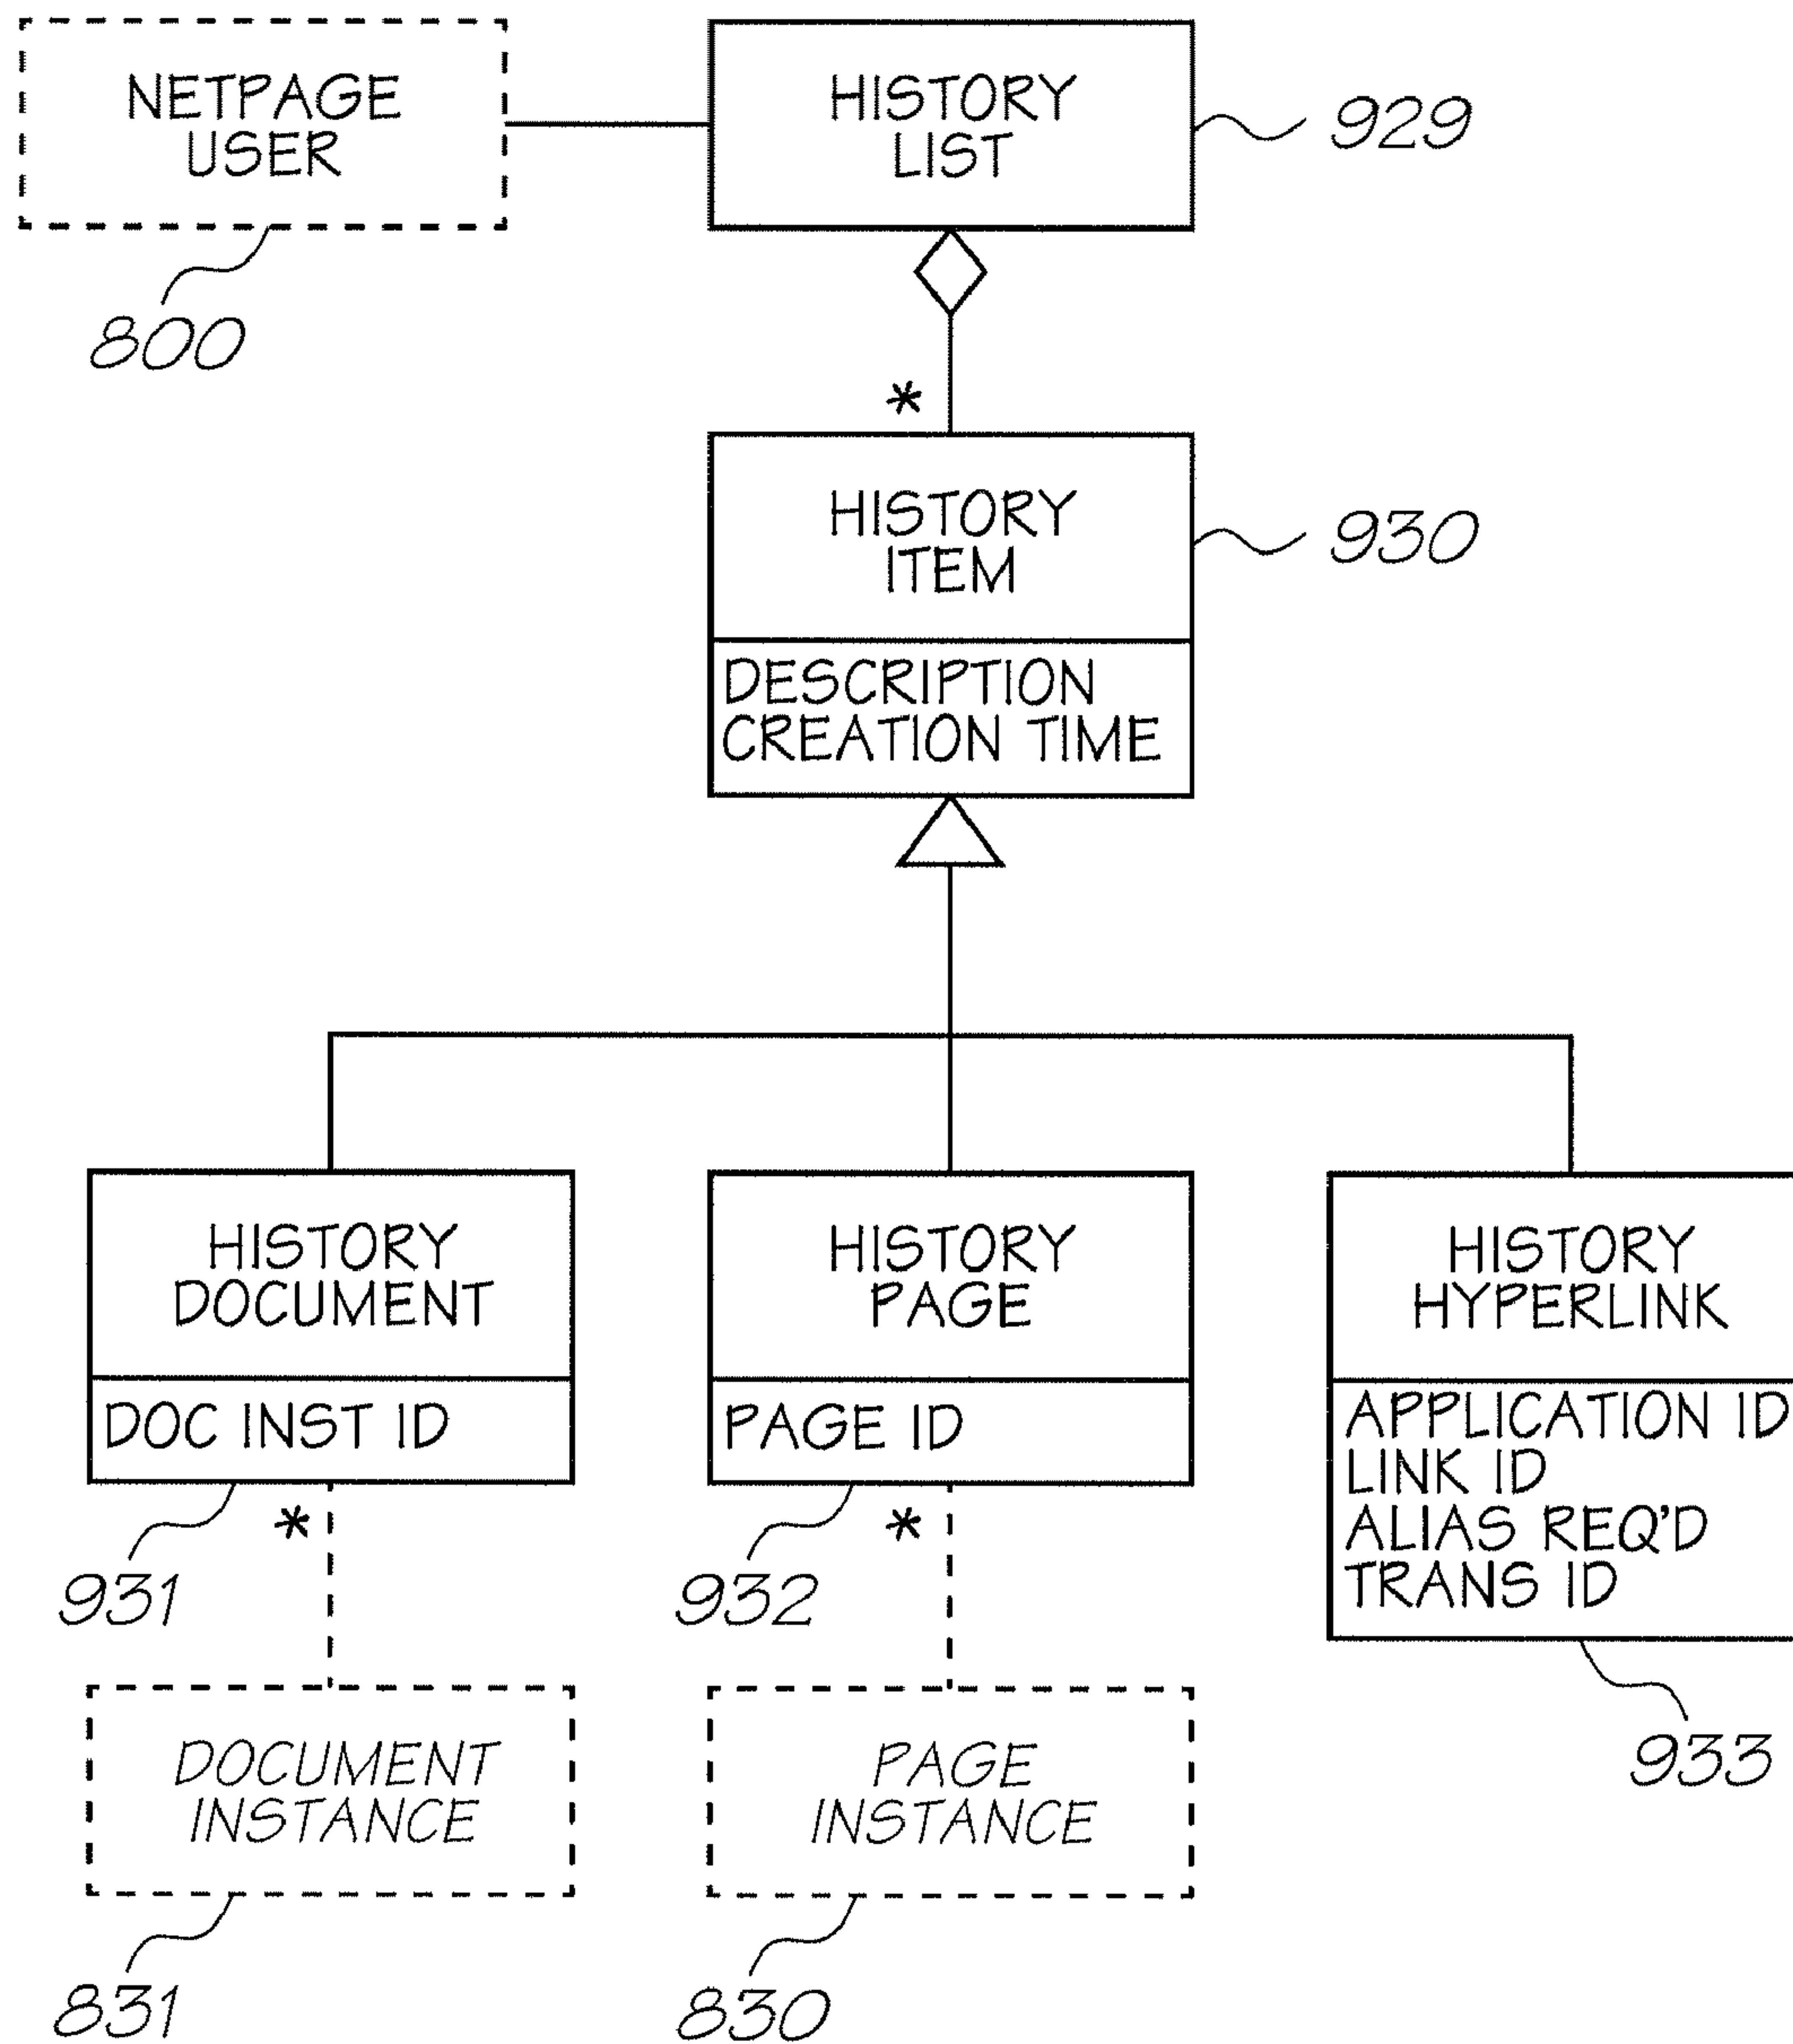 NETPAGE
USER
800
HISTORY
LIST
929
*
HISTORY
ITEM
930
DESCRIPTION
CREATION TIME
HISTORY
DOCUMENT
DOC INST ID
931
*
HISTORY
PAGE
PAGE ID
932
*
HISTORY
HYPERLINK
APPLICATION ID
LINK ID
ALIAS REQ'D
TRANS ID
933
DOCUMENT
INSTANCE
831
PAGE
INSTANCE
830